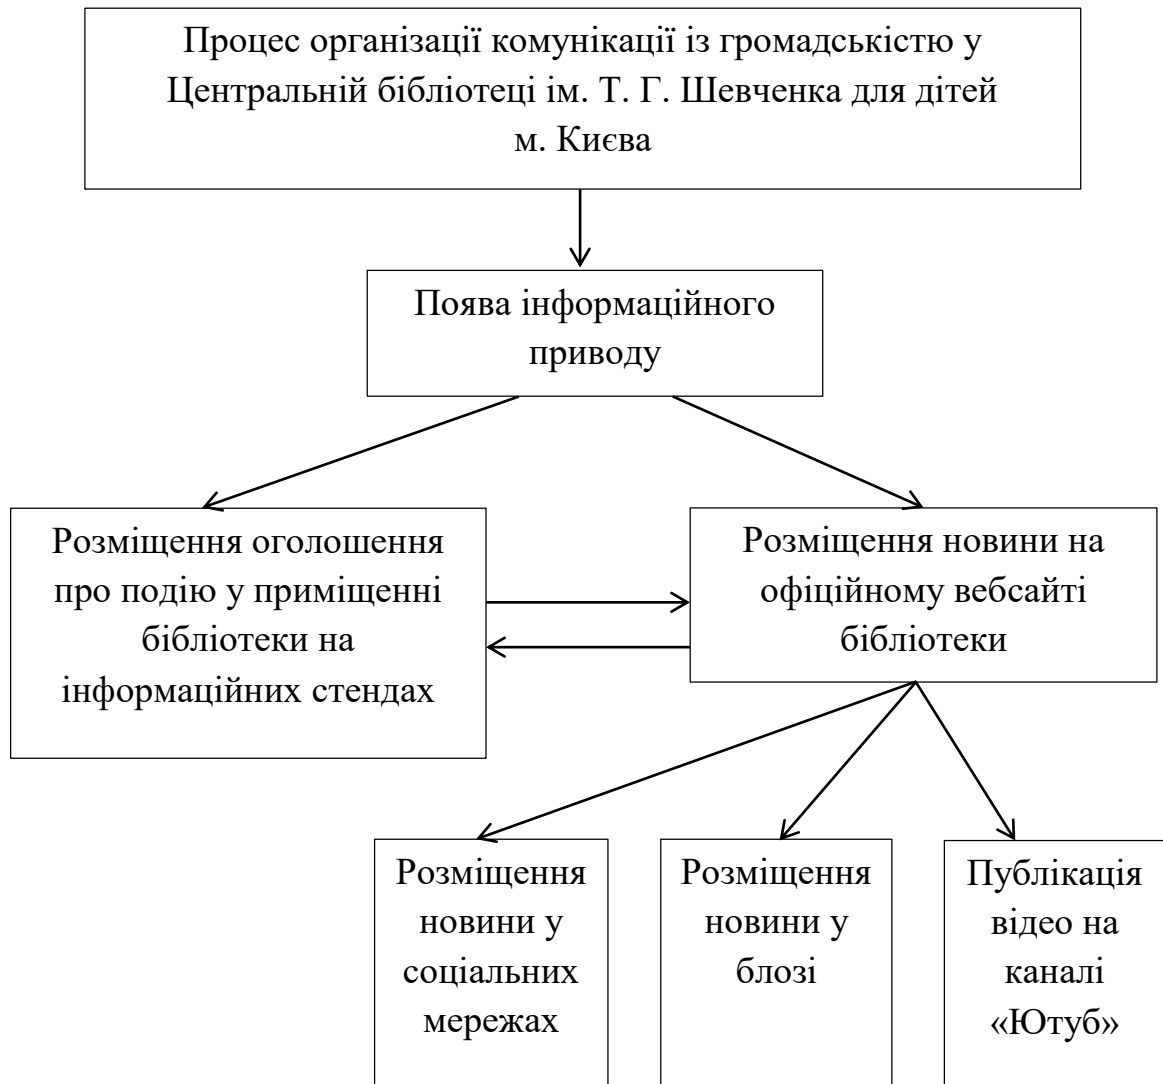 Процес організації комунікації із громадськістю у
Центральній бібліотеці ім. Т. Г. Шевченка для дітей
м. Києва
Поява інформаційного
приводу
Розміщення оголошення
про подію у приміщенні
бібліотеки на
інформаційних стендах
Розміщення новини на
офіційному вебсайті
бібліотеки
Розміщення
новини у
соціальних
мережах
Розміщення
новини у
блозі
Публікація
відео на
каналі
«Ютуб»